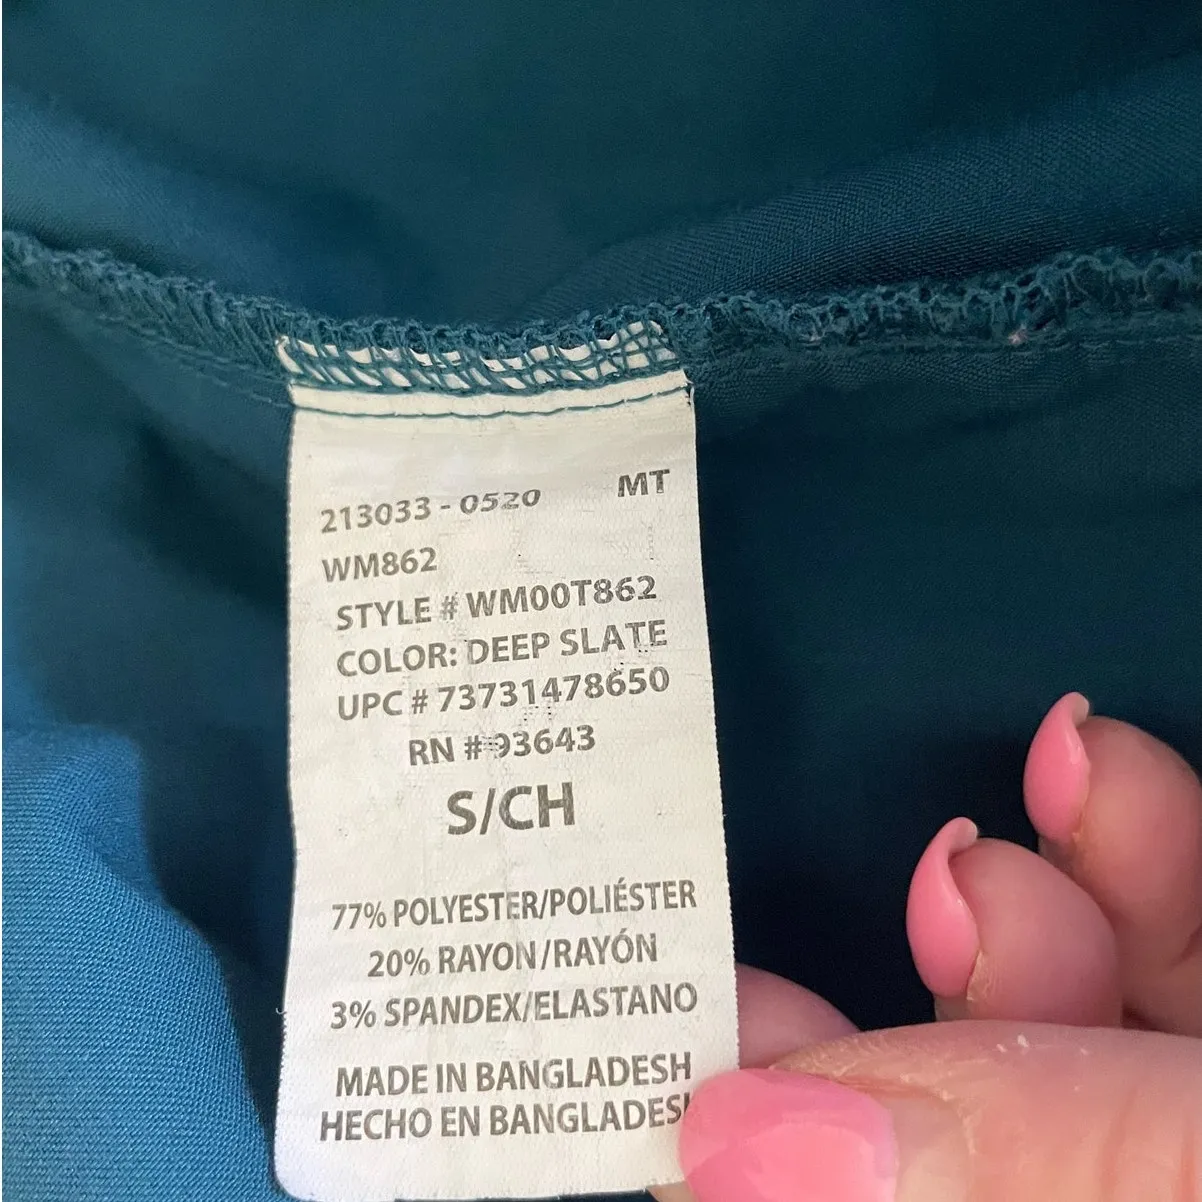 213033 - 0520 MT
WM862
STYLE # WM00T862
COLOR: DEEP SLATE
UPC # 73731478650
RN # 93643
S/CH
77% POLYESTER/POLIÉSTER
20% RAYON/RAYÓN
3% SPANDEX/ELASTANO
MADE IN BANGLADESH
HECHO EN BANGLADESH